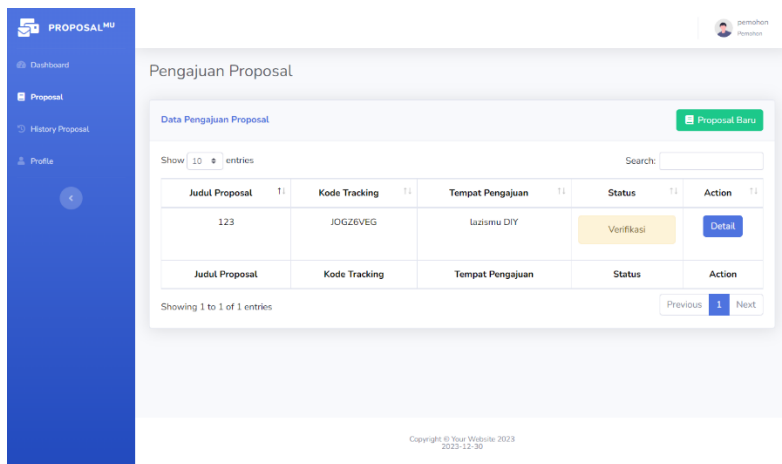 PROPOSAL MU
pemohon
Pemohon
Dashboard
Proposal
History Proposal
Profile
Pengajuan Proposal
Data Pengajuan Proposal
Proposal Baru
Show 10 entries
Search:
Judul Proposal Kode Tracking Tempat Pengajuan Status Action
123 JOGZ6VEG lazismu DIY Verifikasi Detail
Judul Proposal Kode Tracking Tempat Pengajuan Status Action
Showing 1 to 1 of 1 entries
Previous 1 Next
Copyright © Your Website 2023
2023-12-30